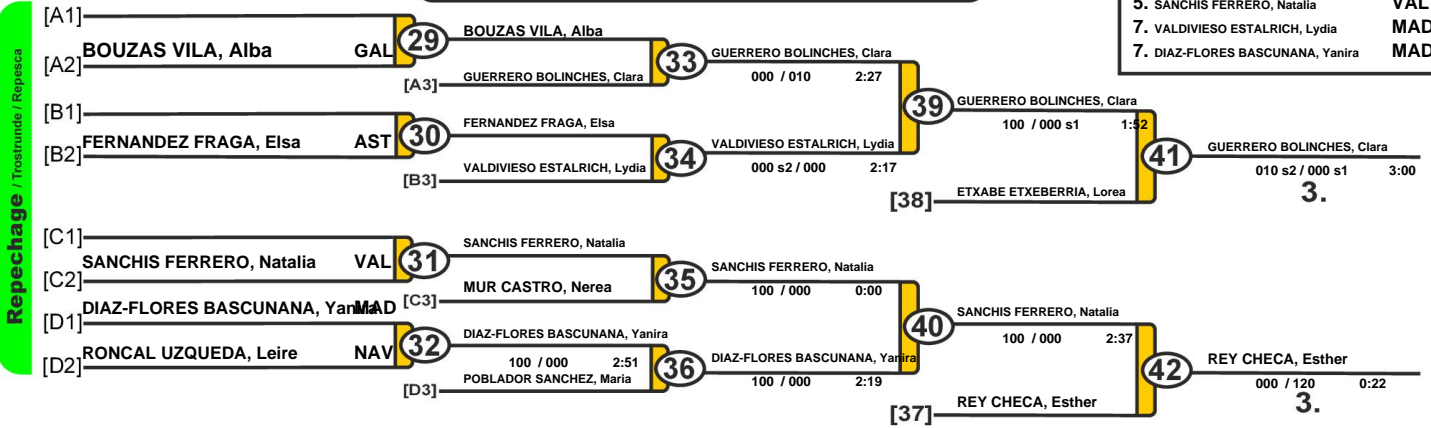 Repechage / Trostrunde / Repesca
5. SANCHIS FERRERO, Natalia VAL
7. VALDIVIESO ESTALRICH, Lydia MAD
7. DIAZ-FLORES BASCUNANA, Yanira MAD
[A1]
BOUZAS VILA, Alba GAL
[A2]
29
BOUZAS VILA, Alba
[A3] GUERRERO BOLINCHES, Clara
33
GUERRERO BOLINCHES, Clara
000 / 010 2:27
[B1]
FERNANDEZ FRAGA, Elsa AST
[B2]
30
FERNANDEZ FRAGA, Elsa
[B3] VALDIVIESO ESTALRICH, Lydia
34
VALDIVIESO ESTALRICH, Lydia
000 s2 / 000 2:17
39
GUERRERO BOLINCHES, Clara
100 / 000 s1 1:52
[38] ETXABE ETXEBERRIA, Lorea
41
GUERRERO BOLINCHES, Clara
010 s2 / 000 s1 3:00
3.
[C1]
SANCHIS FERRERO, Natalia VAL
[C2]
31
SANCHIS FERRERO, Natalia
[C3] MUR CASTRO, Nerea
35
SANCHIS FERRERO, Natalia
100 / 000 0:00
DIAZ-FLORES BASCUNANA, Yanira MAD
[D1]
RONCAL UZQUEDA, Leire NAV
[D2]
32
DIAZ-FLORES BASCUNANA, Yanira
100 / 000 2:51
[D3] POBLADOR SANCHEZ, Maria
36
DIAZ-FLORES BASCUNANA, Yanira
100 / 000 2:19
40
SANCHIS FERRERO, Natalia
100 / 000 2:37
[37] REY CHECA, Esther
42
REY CHECA, Esther
000 / 120 0:22
3.